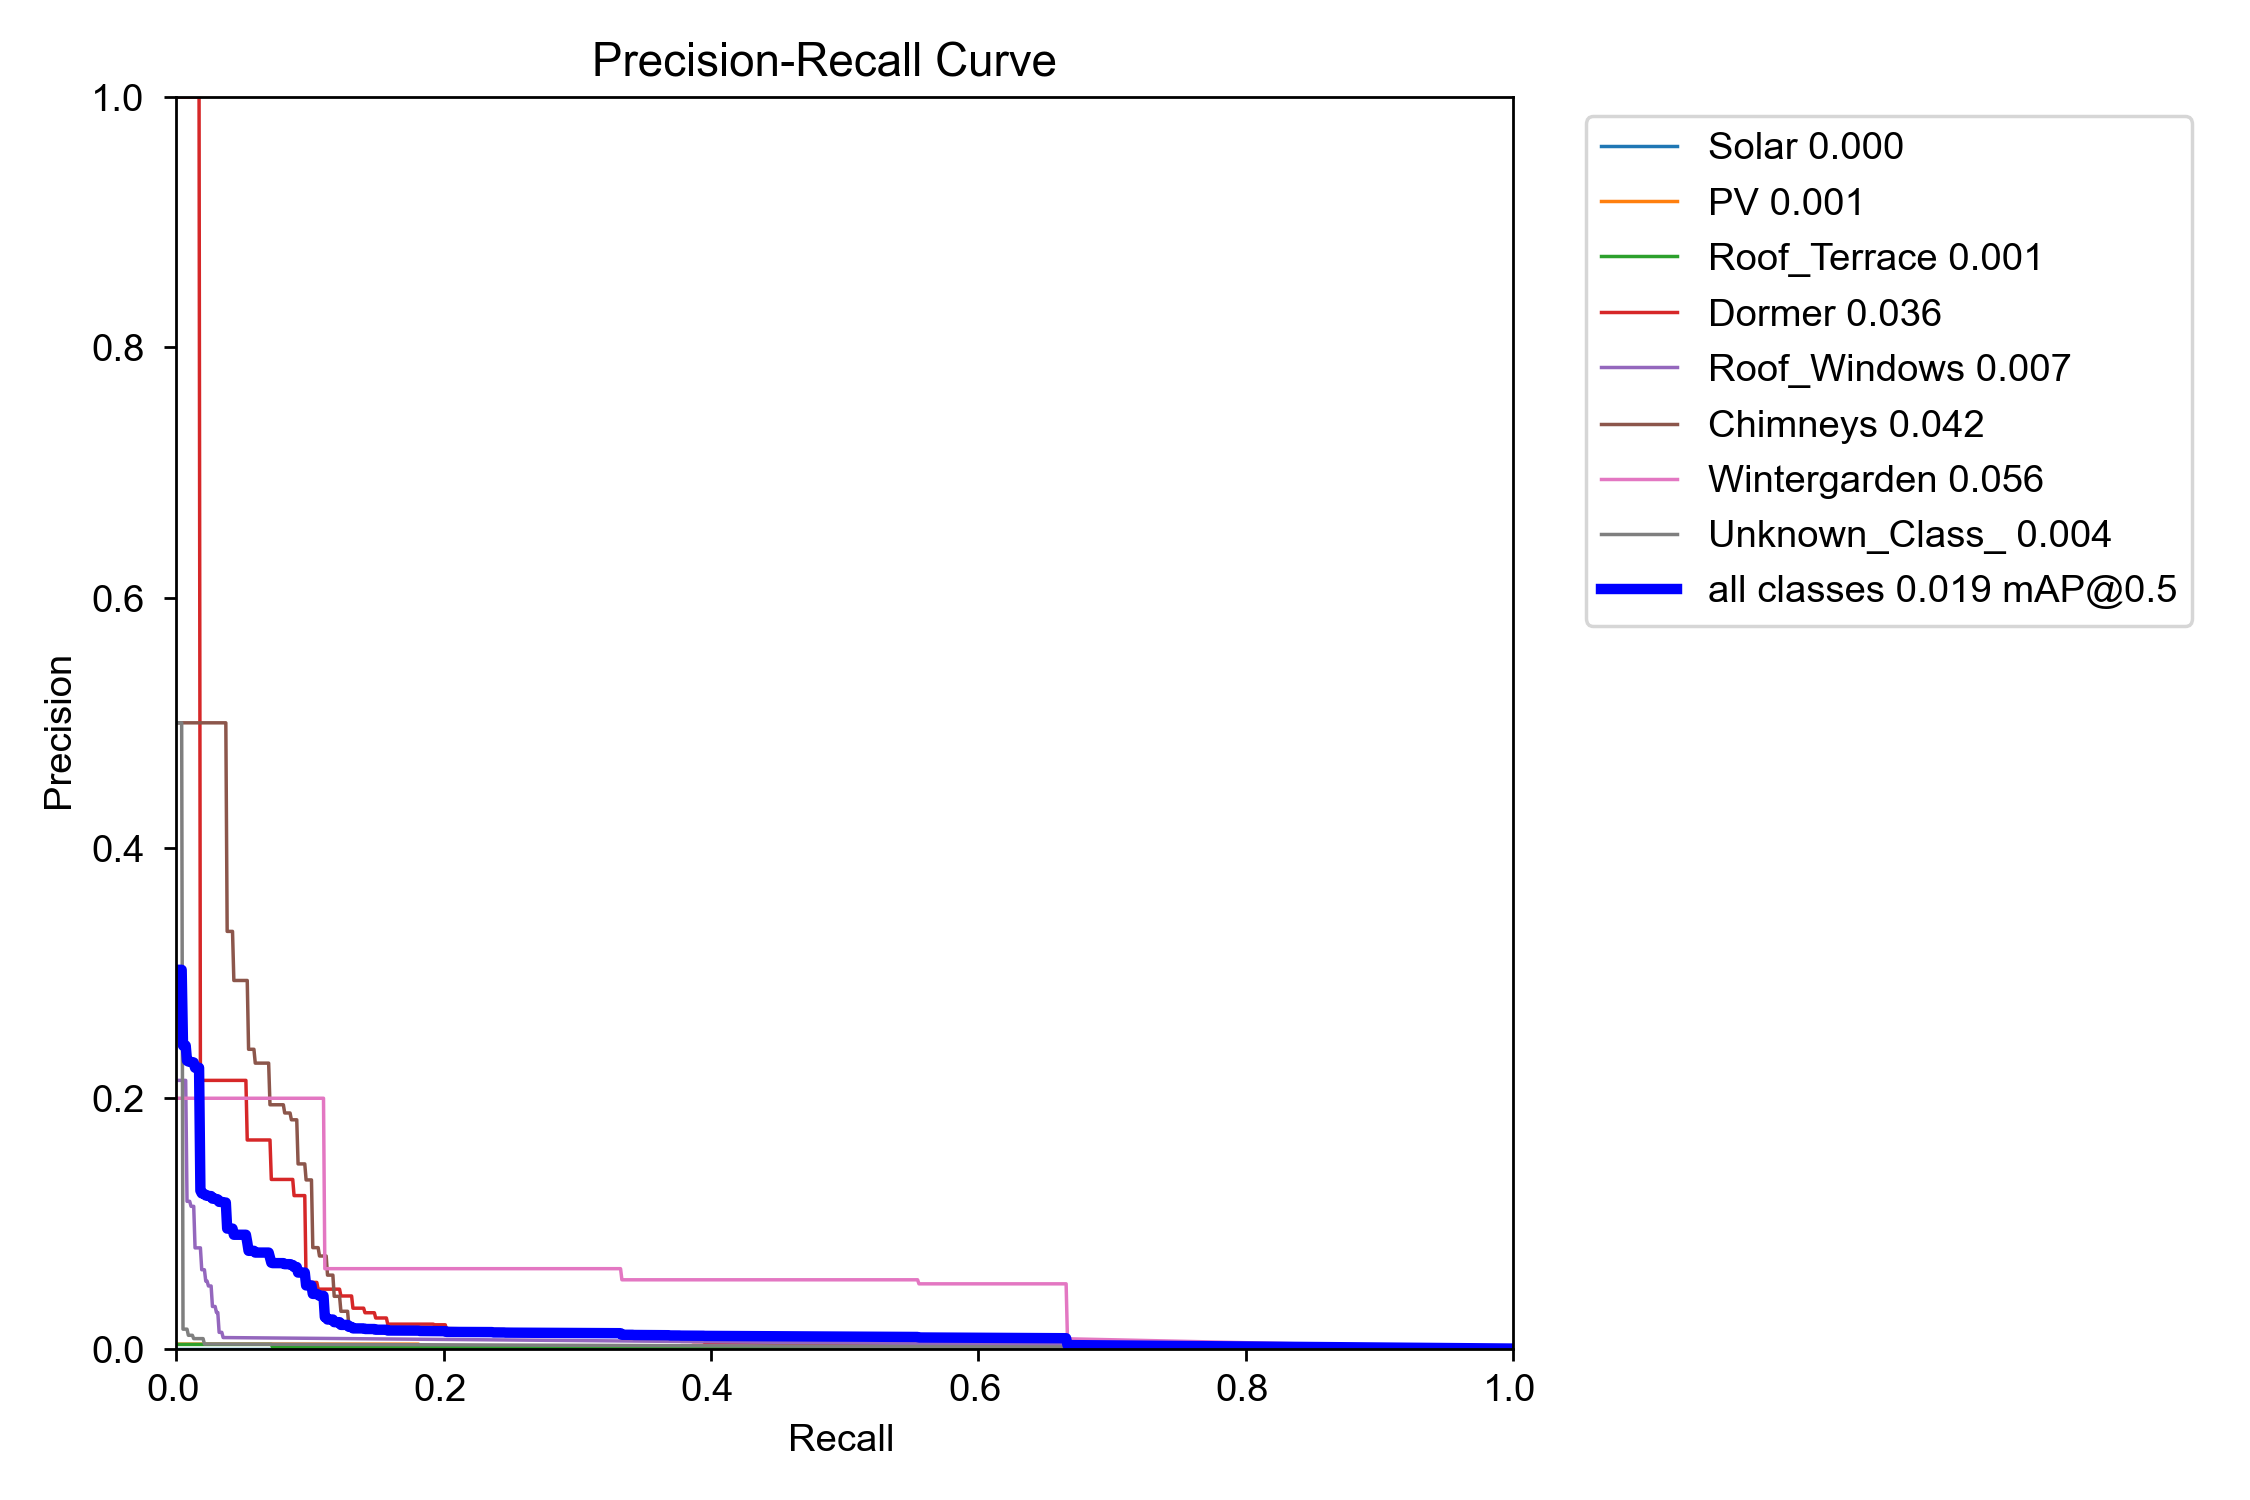 Precision-Recall Curve
1.0
0.8
0.6
0.4
0.2
0.0
Precision
0.0 0.2 0.4 0.6 0.8 1.0
Recall
Solar 0.000
PV 0.001
Roof_Terrace 0.001
Dormer 0.036
Roof_Windows 0.007
Chimneys 0.042
Wintergarden 0.056
Unknown_Class_ 0.004
all classes 0.019 mAP@0.5